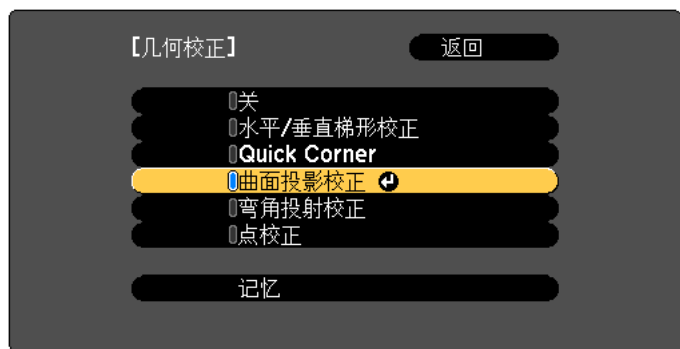 【几何校正】
返回
关
水平/垂直梯形校正
Quick Corner
曲面投影校正
弯角投射校正
点校正
记忆